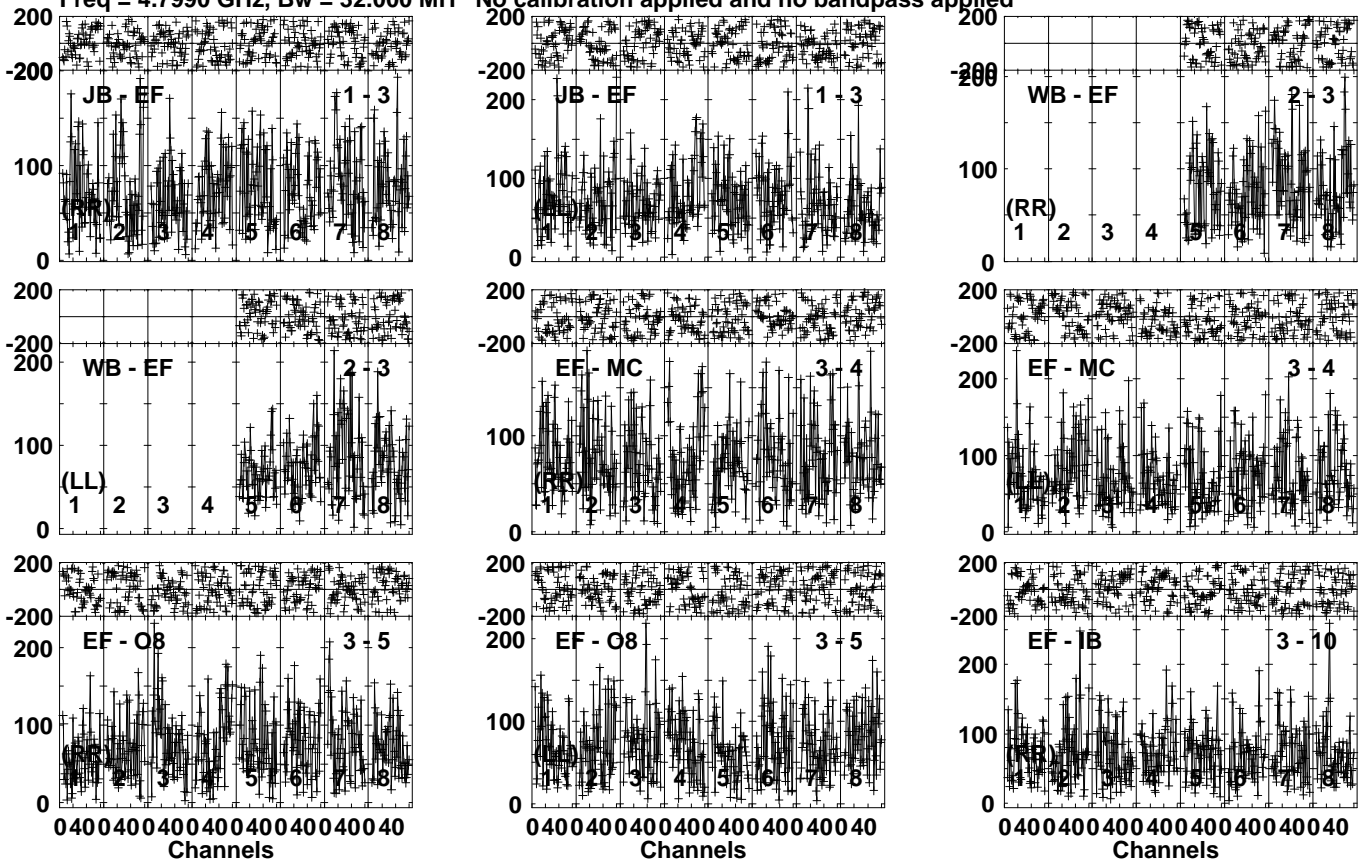 Freq = 4.7990 GHz, Bw = 32.000 MH No calibration applied and no bandpass applied
200 200 200
-200 -200 -200
200
JB - EF 1 - 3 JB - EF 1 - 3 WB - EF 2 - 3
200 200
100 100 100
(RR) (LL) (RR)
1 2 3 4 5 6 7 8 1 2 3 4 5 6 7 8 1 2 3 4 5 6 7 8
0 0 0
200 200 200
-200 -200 -200
WB - EF 2 - 3 EF - MC 3 - 4 EF - MC 3 - 4
200 200 200
100 100 100
(LL) (RR) (LL)
1 2 3 4 5 6 7 8 1 2 3 4 5 6 7 8 1 2 3 4 5 6 7 8
0 0 0
200 200 200
-200 -200 -200
EF - O8 3 - 5 EF - O8 3 - 5 EF - IB 3 - 10
200 200 200
100 100 100
(RR) (LL) (RR)
1 2 3 4 5 6 7 8 1 2 3 4 5 6 7 8 1 2 3 4 5 6 7 8
0 0 0
0 40 0 40 0 40 0 40 0 40 0 40 0 40 0 40 0 40 0 40 0 40 0 40 0 40 0 40 0 40 0 40 0 40 0 40 0 40 0 40 0 40 0 40 0 40 0 40
Channels Channels Channels